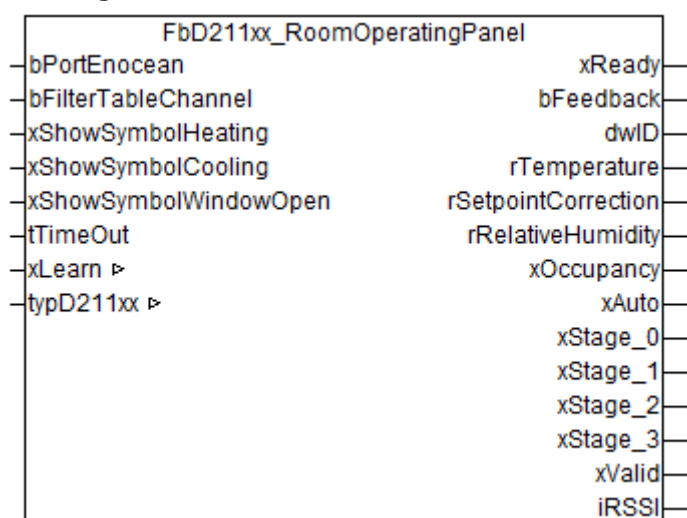 FbD211xx_RoomOperatingPanel
bPortEnocean xReady
bFilterTableChannel bFeedback
xShowSymbolHeating dwID
xShowSymbolCooling rTemperature
xShowSymbolWindowOpen rSetpointCorrection
tTimeOut rRelativeHumidity
xLearn ▹ xOccupancy
typD211xx ▹ xAuto
xStage_0
xStage_1
xStage_2
xStage_3
xValid
iRSSI